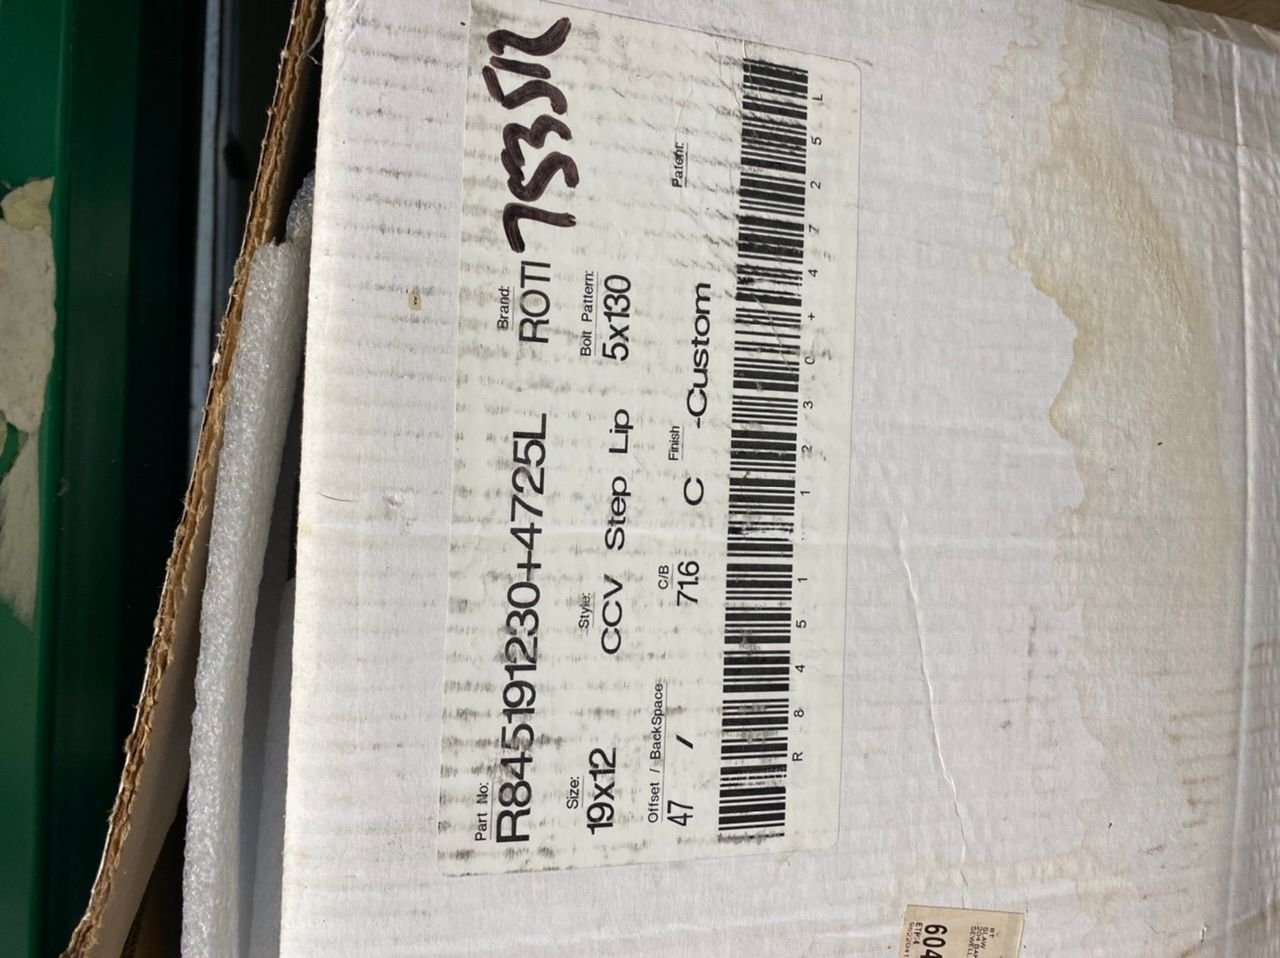 Part No: Brand:
R845191230+4725L ROTI 753512
Size: Style: Bolt Pattern:
19x12 CCV Step Lip 5x130
Offset / BackSpace C/B Finish Patent:
47 / 71.6 C -Custom
R 8 4 5 1 1 2 3 0 + 4 7 2 5 L
SEWELL
604